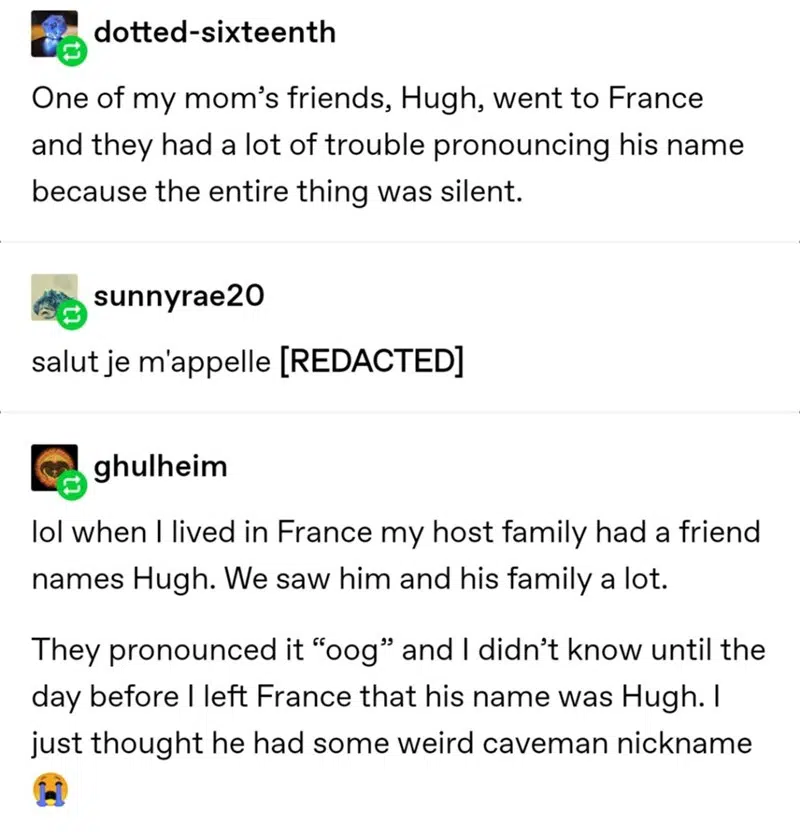 dotted-sixteenth
One of my mom’s friends, Hugh, went to France
and they had a lot of trouble pronouncing his name
because the entire thing was silent.
sunnyrae20
salut je m'appelle [REDACTED]
ghulheim
lol when I lived in France my host family had a friend
names Hugh. We saw him and his family a lot.
They pronounced it “oog” and I didn’t know until the
day before I left France that his name was Hugh. I
just thought he had some weird caveman nickname
😭